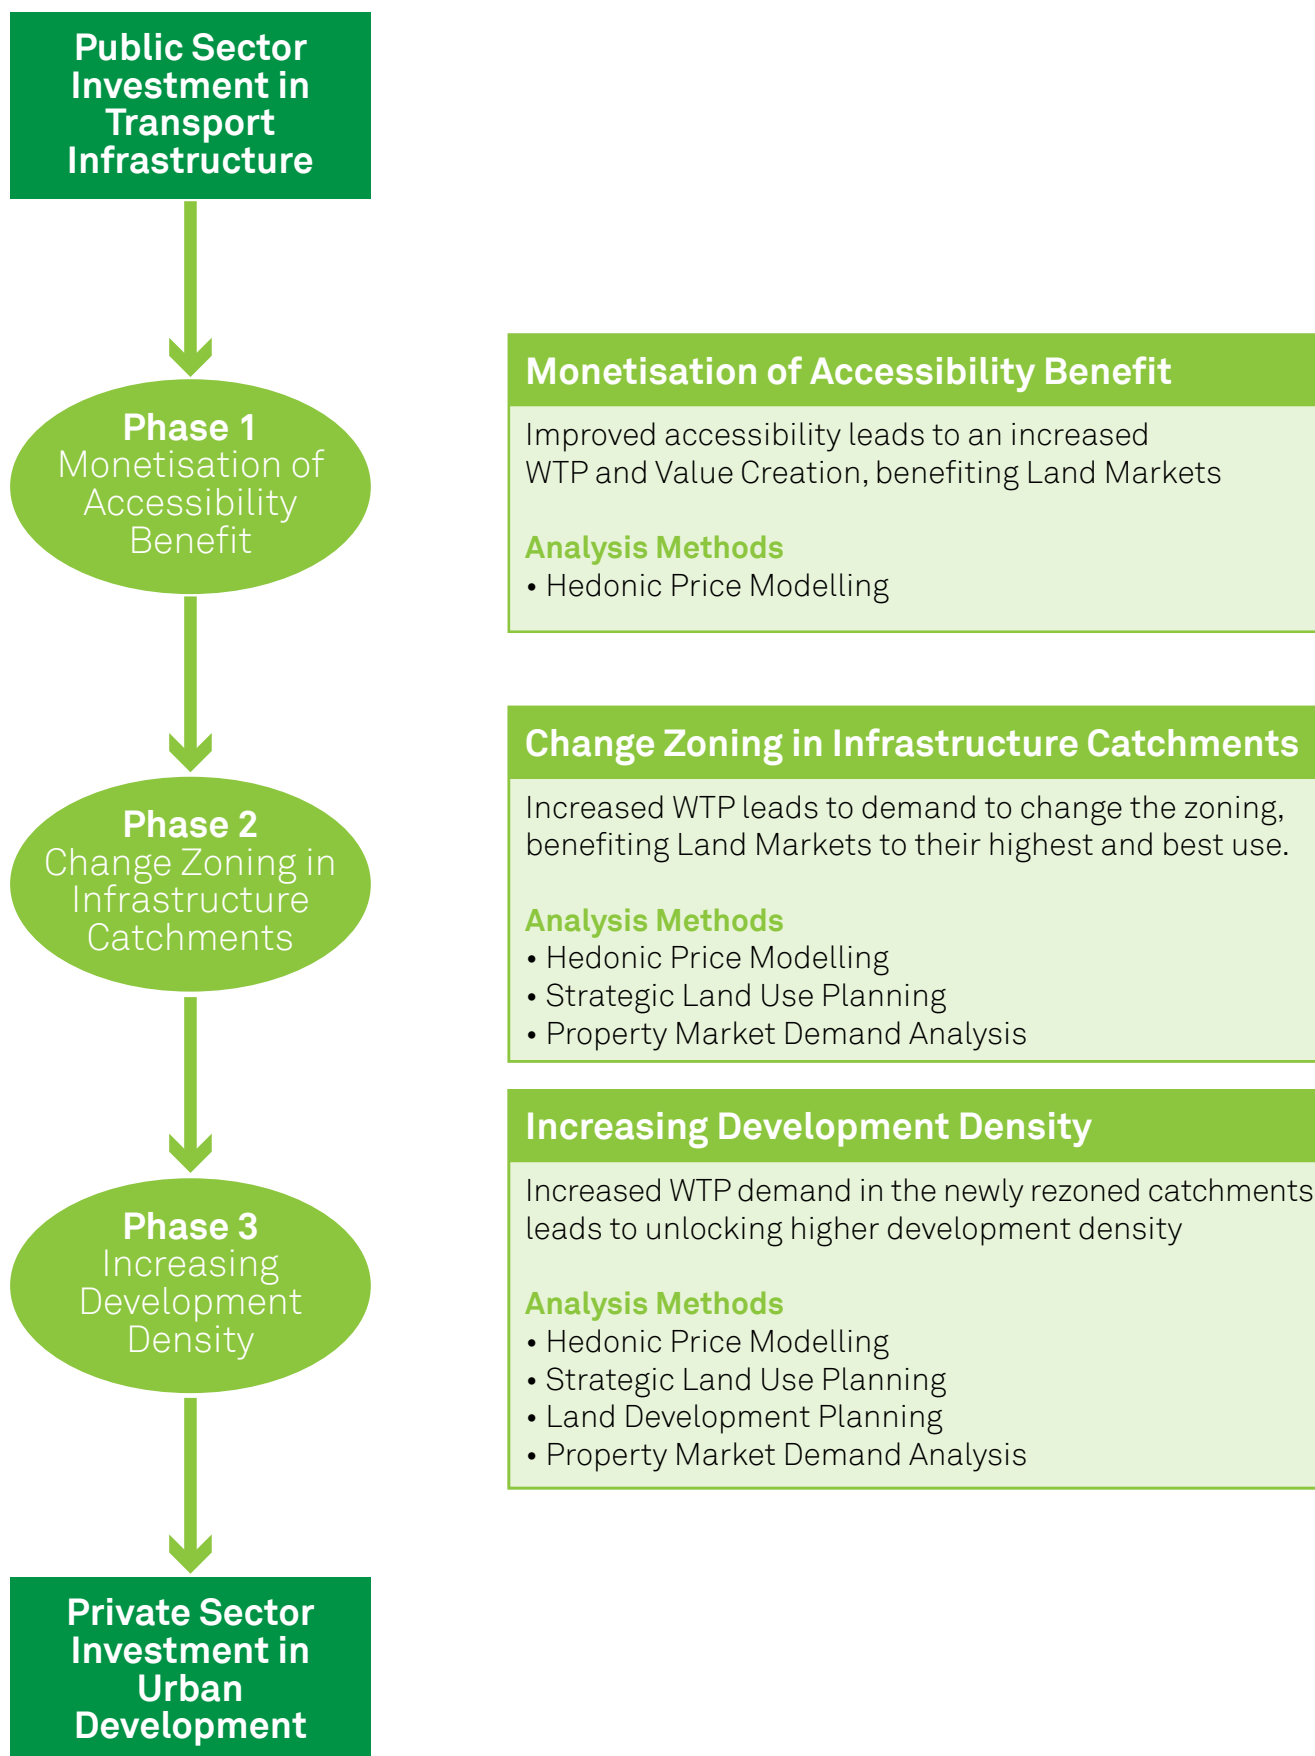 Public Sector
Investment in
Transport
Infrastructure
Phase 1
Monetisation of
Accessibility
Benefit
Monetisation of Accessibility Benefit
Improved accessibility leads to an increased
WTP and Value Creation, benefiting Land Markets
Analysis Methods
• Hedonic Price Modelling
Phase 2
Change Zoning in
Infrastructure
Catchments
Change Zoning in Infrastructure Catchments
Increased WTP leads to demand to change the zoning,
benefiting Land Markets to their highest and best use.
Analysis Methods
• Hedonic Price Modelling
• Strategic Land Use Planning
• Property Market Demand Analysis
Phase 3
Increasing
Development
Density
Increasing Development Density
Increased WTP demand in the newly rezoned catchments
leads to unlocking higher development density
Analysis Methods
• Hedonic Price Modelling
• Strategic Land Use Planning
• Land Development Planning
• Property Market Demand Analysis
Private Sector
Investment in
Urban
Development